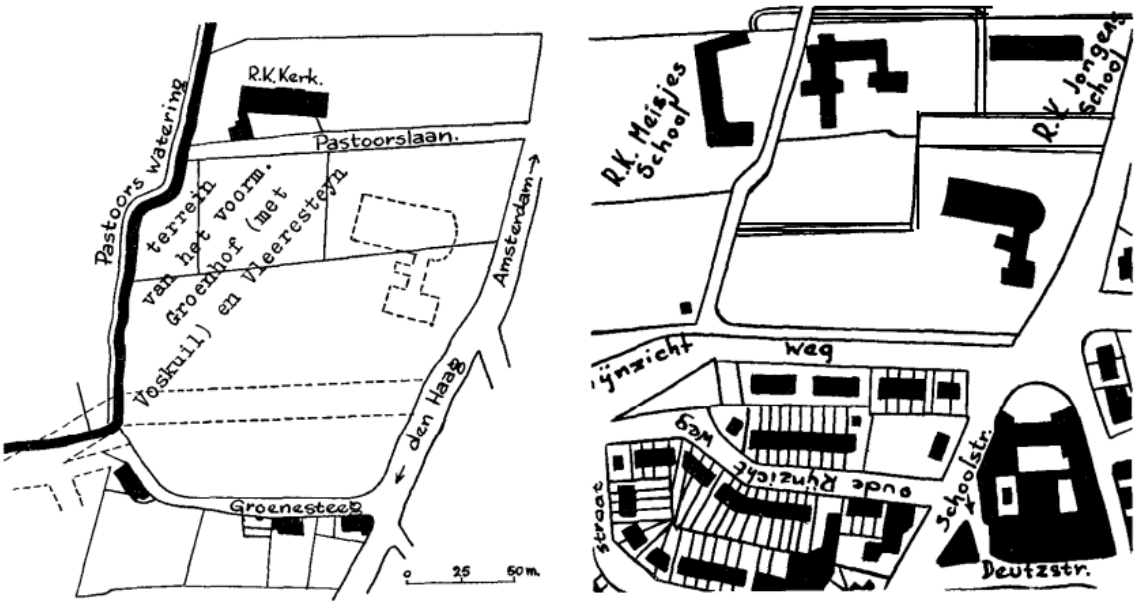 R.K. Kerk.
Pastoorslaan.
Pastoors Watering
terrein
van het voorm.
Groenhof (met
Voskuil) en Vleeresteyn
Amsterdam →
← den Haag
Groenesteeg
0 25 50 m.
R.K. Meisjes
School
R.K. Jongens
School
ijnzicht weg
oude Rijnzicht weg
Schoolstr.
straat
Deutzstr.